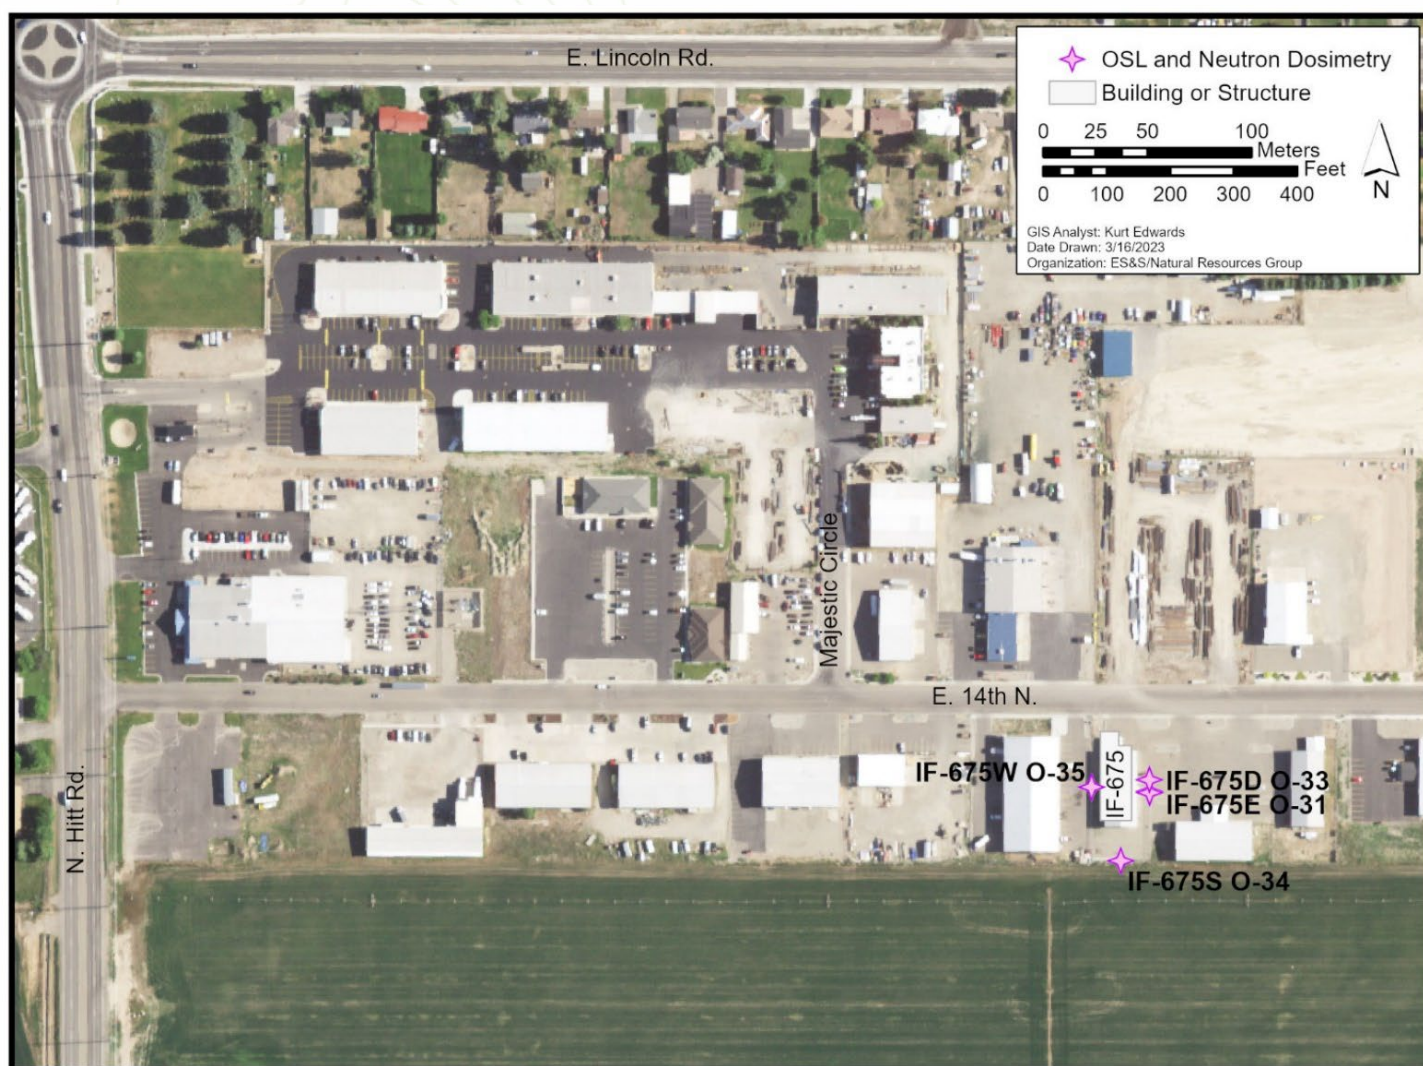 E. Lincoln Rd.
OSL and Neutron Dosimetry
Building or Structure
0 25 50 100
Meters
Feet
0 100 200 300 400
N
GIS Analyst: Kurt Edwards
Date Drawn: 3/16/2023
Organization: ES&S/Natural Resources Group
Majestic Circle
E. 14th N.
N. Hitt Rd.
IF-675W O-35
IF-675
IF-675D O-33
IF-675E O-31
IF-675S O-34